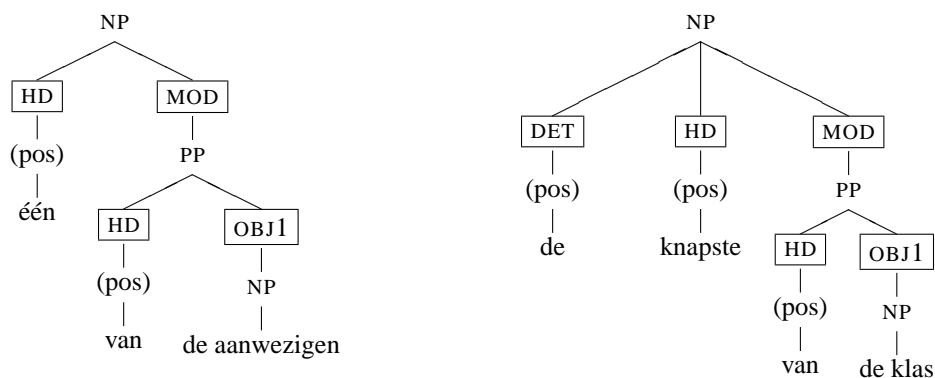 NP
HD MOD
(pos) PP
één
HD OBJ1
(pos) NP
van de aanwezigen
NP
DET HD MOD
(pos) (pos) PP
de knapste
HD OBJ1
(pos) NP
van de klas